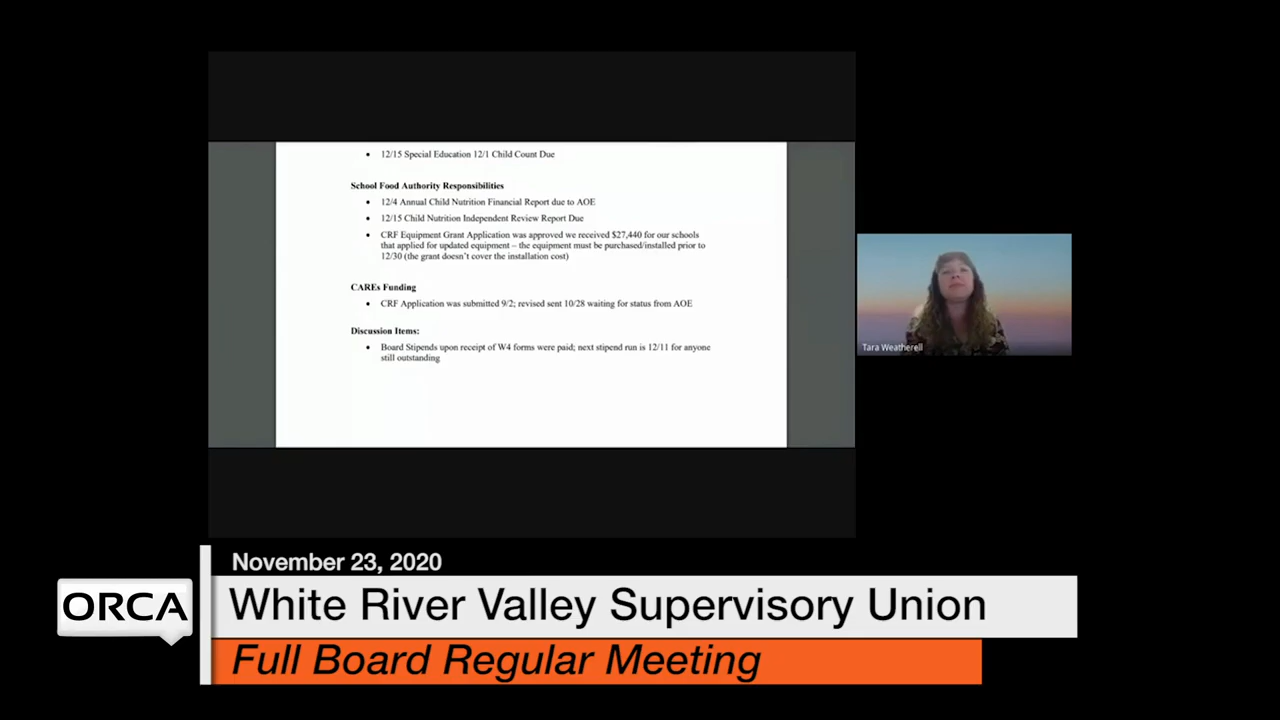 • 12/15 Special Education 12/1 Child Count Due
School Food Authority Responsibilities
• 12/4 Annual Child Nutrition Financial Report due to AOE
• 12/15 Child Nutrition Independent Review Report Due
• CRF Equipment Grant Application was approved we received $27,440 for our schools
that applied for updated equipment – the equipment must be purchased/installed prior to
12/30 (the grant doesn't cover the installation cost)
CAREs Funding
• CRF Application was submitted 9/2; revised sent 10/28 waiting for status from AOE
Discussion Items:
• Board Stipends upon receipt of W4 forms were paid; next stipend run is 12/11 for anyone
still outstanding
Tara Weatherell
November 23, 2020
ORCA
White River Valley Supervisory Union
Full Board Regular Meeting